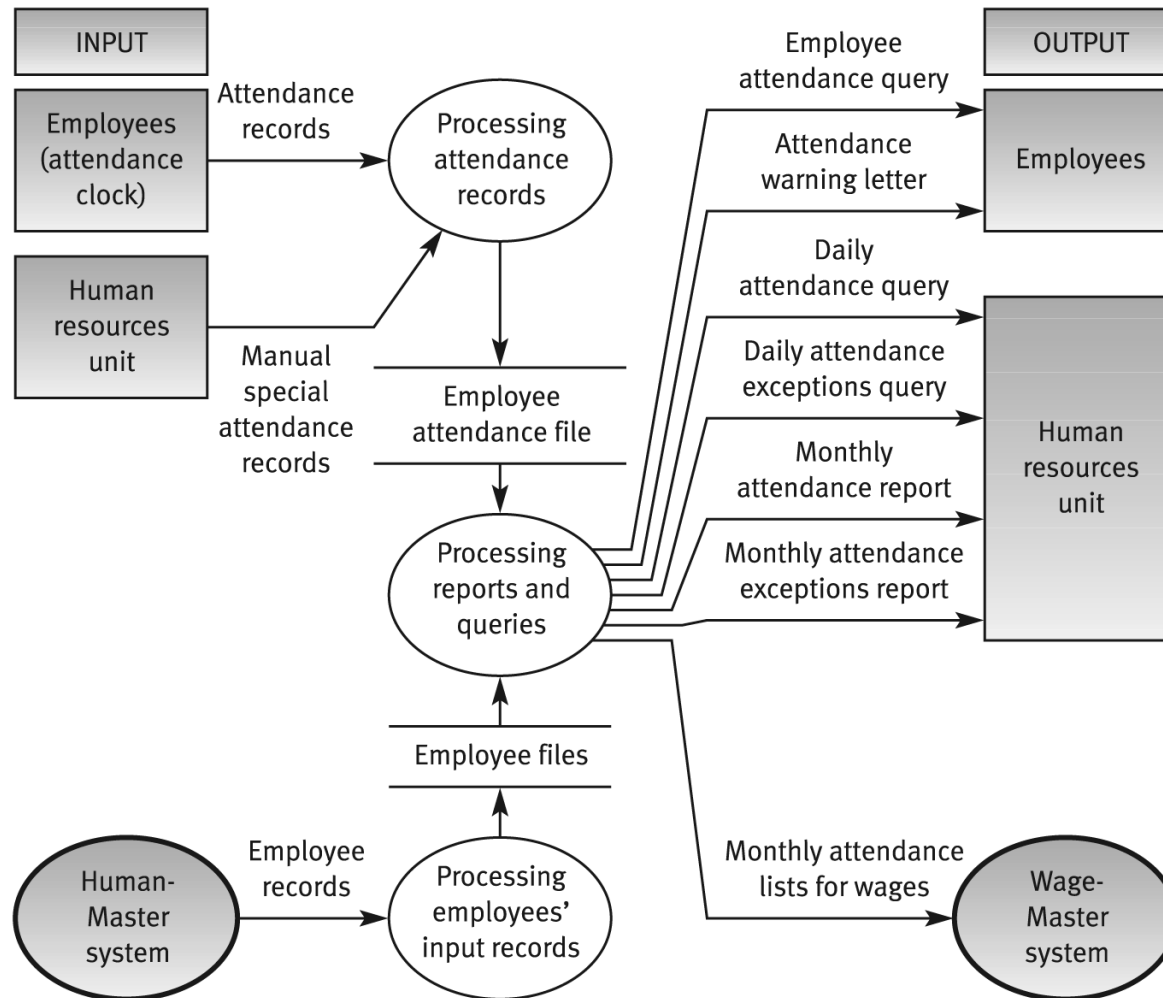 INPUT
OUTPUT
Employees
(attendance
clock)
Attendance
records
Processing
attendance
records
Employee
attendance query
Attendance
warning letter
Employees
Human
resources
unit
Manual
special
attendance
records
Employee
attendance file
Daily
attendance query
Daily attendance
exceptions query
Monthly
attendance report
Monthly attendance
exceptions report
Human
resources
unit
Processing
reports and
queries
Employee files
Human-
Master
system
Employee
records
Processing
employees’
input records
Monthly attendance
lists for wages
Wage-
Master
system